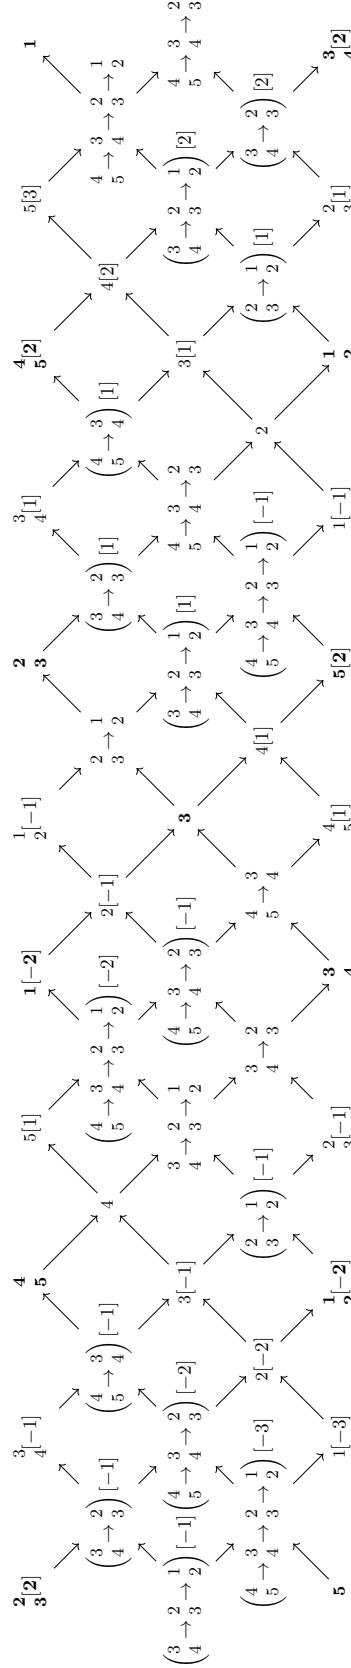 2 3 [2] 3 4 [−1] 4 5 5[1] 1[−2] 1 2 [−1] 2 3 3 4 [1] 4 5 [2] 5[3] 1
(3 4 → 2 3) [−1] (4 5 → 3 4) [−1] 4 (4 5 → 3 4 → 2 3 → 1 2) [−2] 2[−1] 2 3 → 1 2 (3 4 → 2 3) [1] (4 5 → 3 4) [1] 4[2] 4 5 → 3 4 → 2 3 → 1 2
(3 4 → 2 3 → 1 2) [−1] (4 5 → 3 4 → 2 3) [−2] 3[−1] 3 4 → 2 3 → 1 2 (4 5 → 3 4 → 2 3) [−1] 3 (3 4 → 2 3 → 1 2) [1] 4 5 → 3 4 → 2 3 3[1] (3 4 → 2 3 → 1 2) [2] 4 5 → 3 4 → 2 3
(4 5 → 3 4 → 2 3 → 1 2) [−3] 2[−2] (2 3 → 1 2) [−1] 3 4 → 2 3 4 5 → 3 4 4[1] (4 5 → 3 4 → 2 3 → 1 2) [−1] 2 (2 3 → 1 2) [1] (3 4 → 2 3) [2]
5 1[−3] 1 2 [−2] 2 3 [−1] 3 4 4 5 [1] 5[2] 1[−1] 1 2 2 3 [1] 3 4 [2]